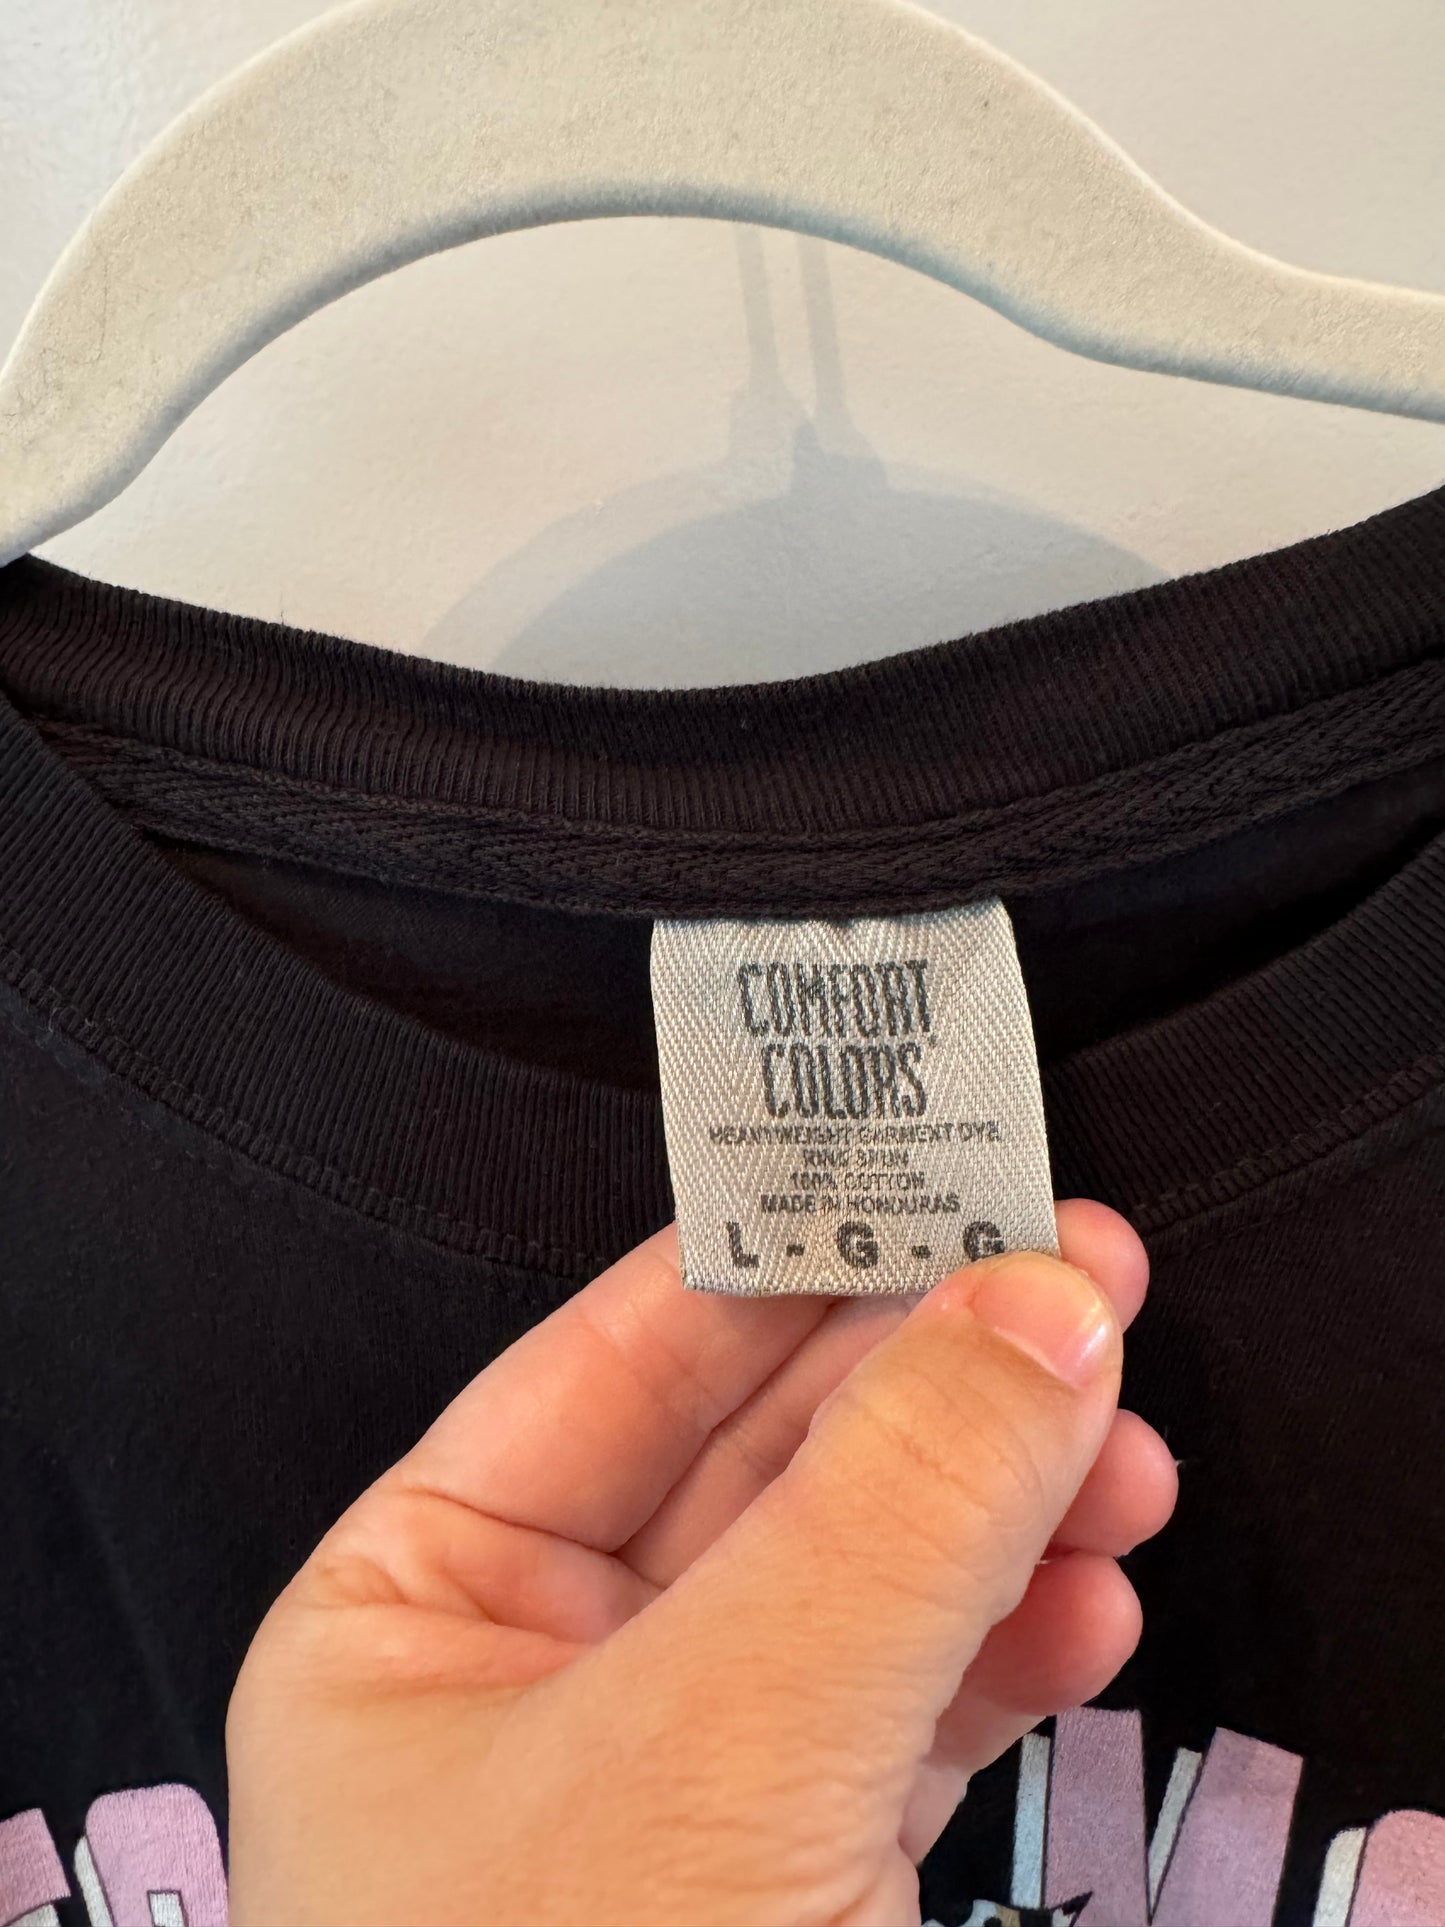 COMFORT
COLORS
HEAVYWEIGHT GARMENT DYE
RING SPUN
100% COTTON
MADE IN HONDURAS
L - G - G